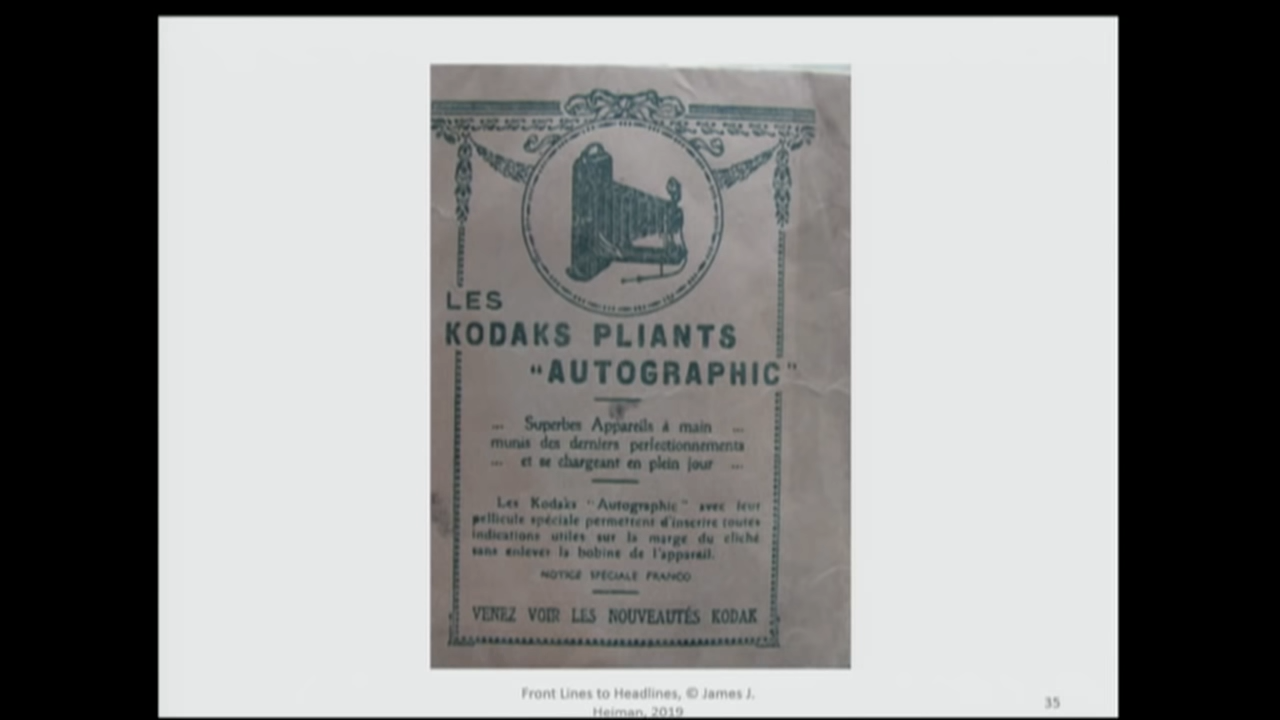 LES
KODAKS PLIANTS
"AUTOGRAPHIC"
... Superbes Appareils à main ...
munis des derniers perfectionnements
... et se chargeant en plein jour ...
Les Kodaks "Autographic" avec leur
pellicule spéciale permettent d'inscrire toutes
indications utiles sur la marge du cliché
sans enlever la bobine de l'appareil.
NOTICE SPÉCIALE FRANCO
VENEZ VOIR LES NOUVEAUTÉS KODAK
Front Lines to Headlines, © James J.
Heiman, 2019
35